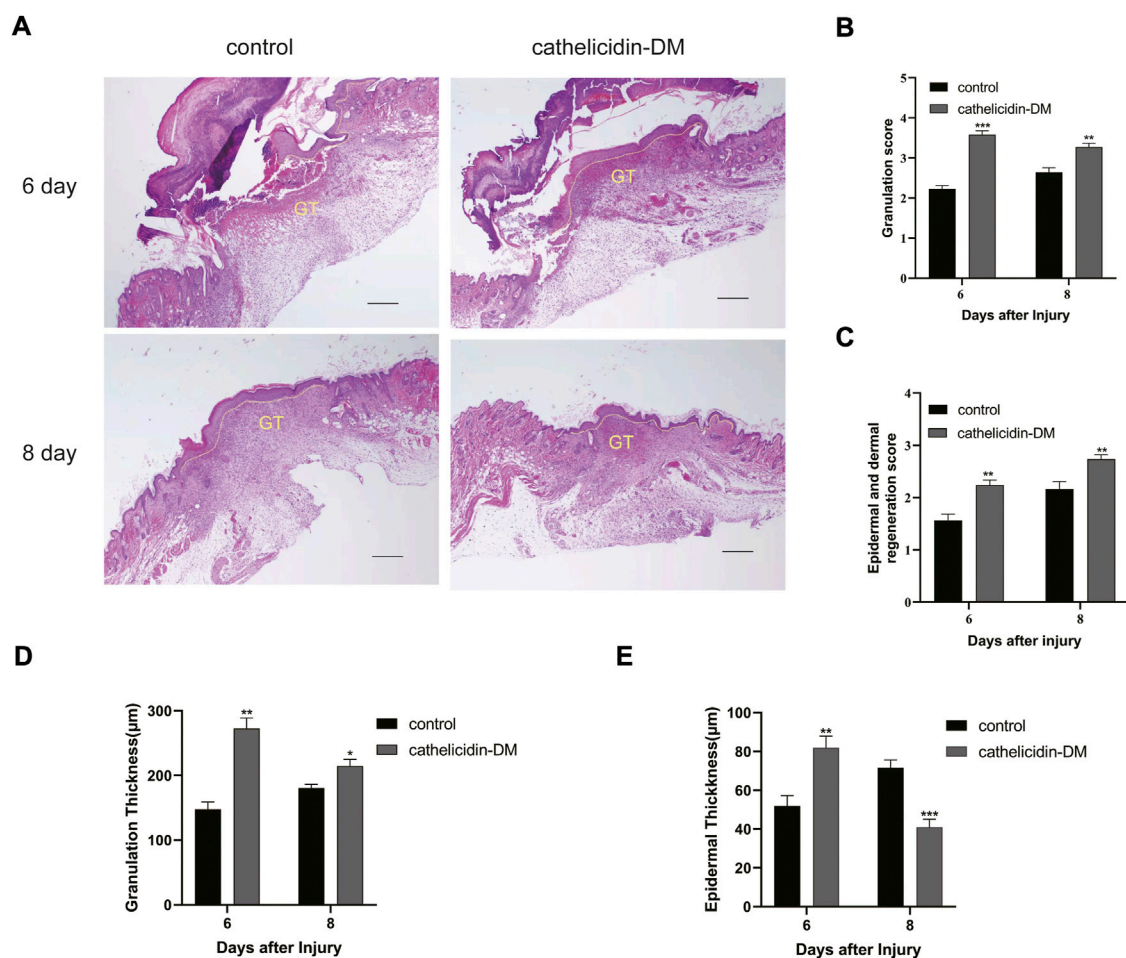 A
control
cathelicidin-DM
6 day
GT
GT
8 day
GT
GT
B
Granulation score
5
4
3
2
1
0
control
cathelicidin-DM
***
**
6
8
Days after Injury
C
Epidermal and dermal
regeneration score
4
3
2
1
0
control
cathelicidin-DM
**
**
6
8
Days after injury
D
Granulation Thickness(μm)
300
200
100
0
control
cathelicidin-DM
**
*
6
8
Days after Injury
E
Epidermal Thickkness(μm)
100
80
60
40
20
0
control
cathelicidin-DM
**
***
6
8
Days after Injury